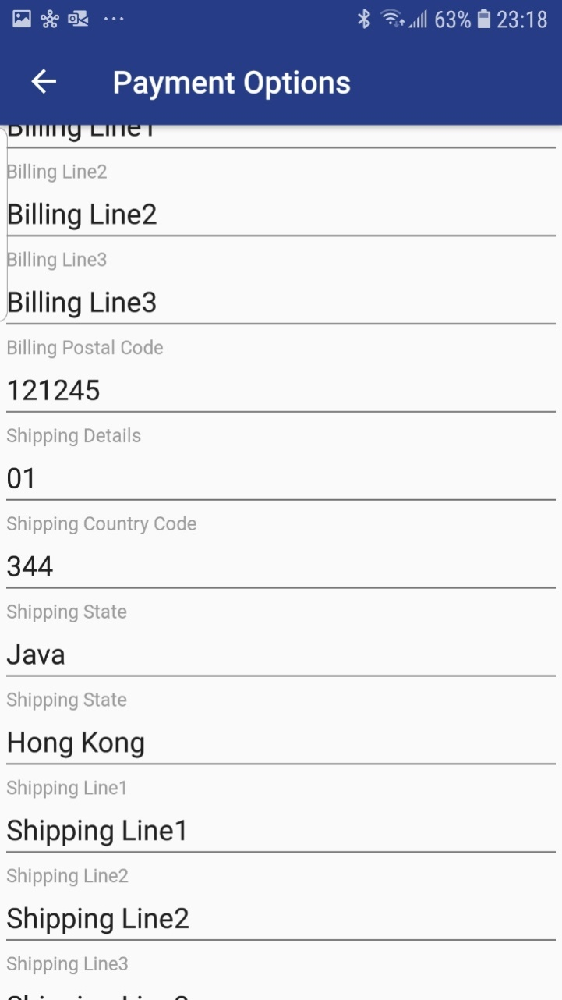 63% 23:18
Payment Options
Billing Line1
Billing Line2
Billing Line2
Billing Line3
Billing Line3
Billing Postal Code
121245
Shipping Details
01
Shipping Country Code
344
Shipping State
Java
Shipping State
Hong Kong
Shipping Line1
Shipping Line1
Shipping Line2
Shipping Line2
Shipping Line3